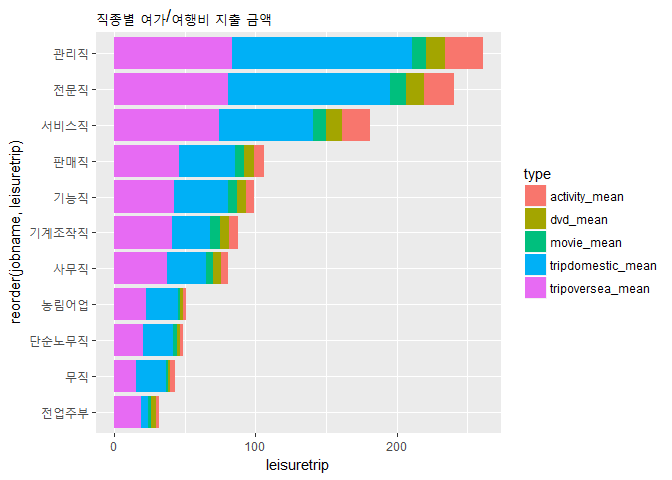 직종별 여가/여행비 지출 금액
reorder(jobname, leisuretrip)
관리직
전문직
서비스직
판매직
기능직
기계조작직
사무직
농림어업
단순노무직
무직
전업주부
0
100
200
leisuretrip
type
activity_mean
dvd_mean
movie_mean
tripdomestic_mean
tripoversea_mean